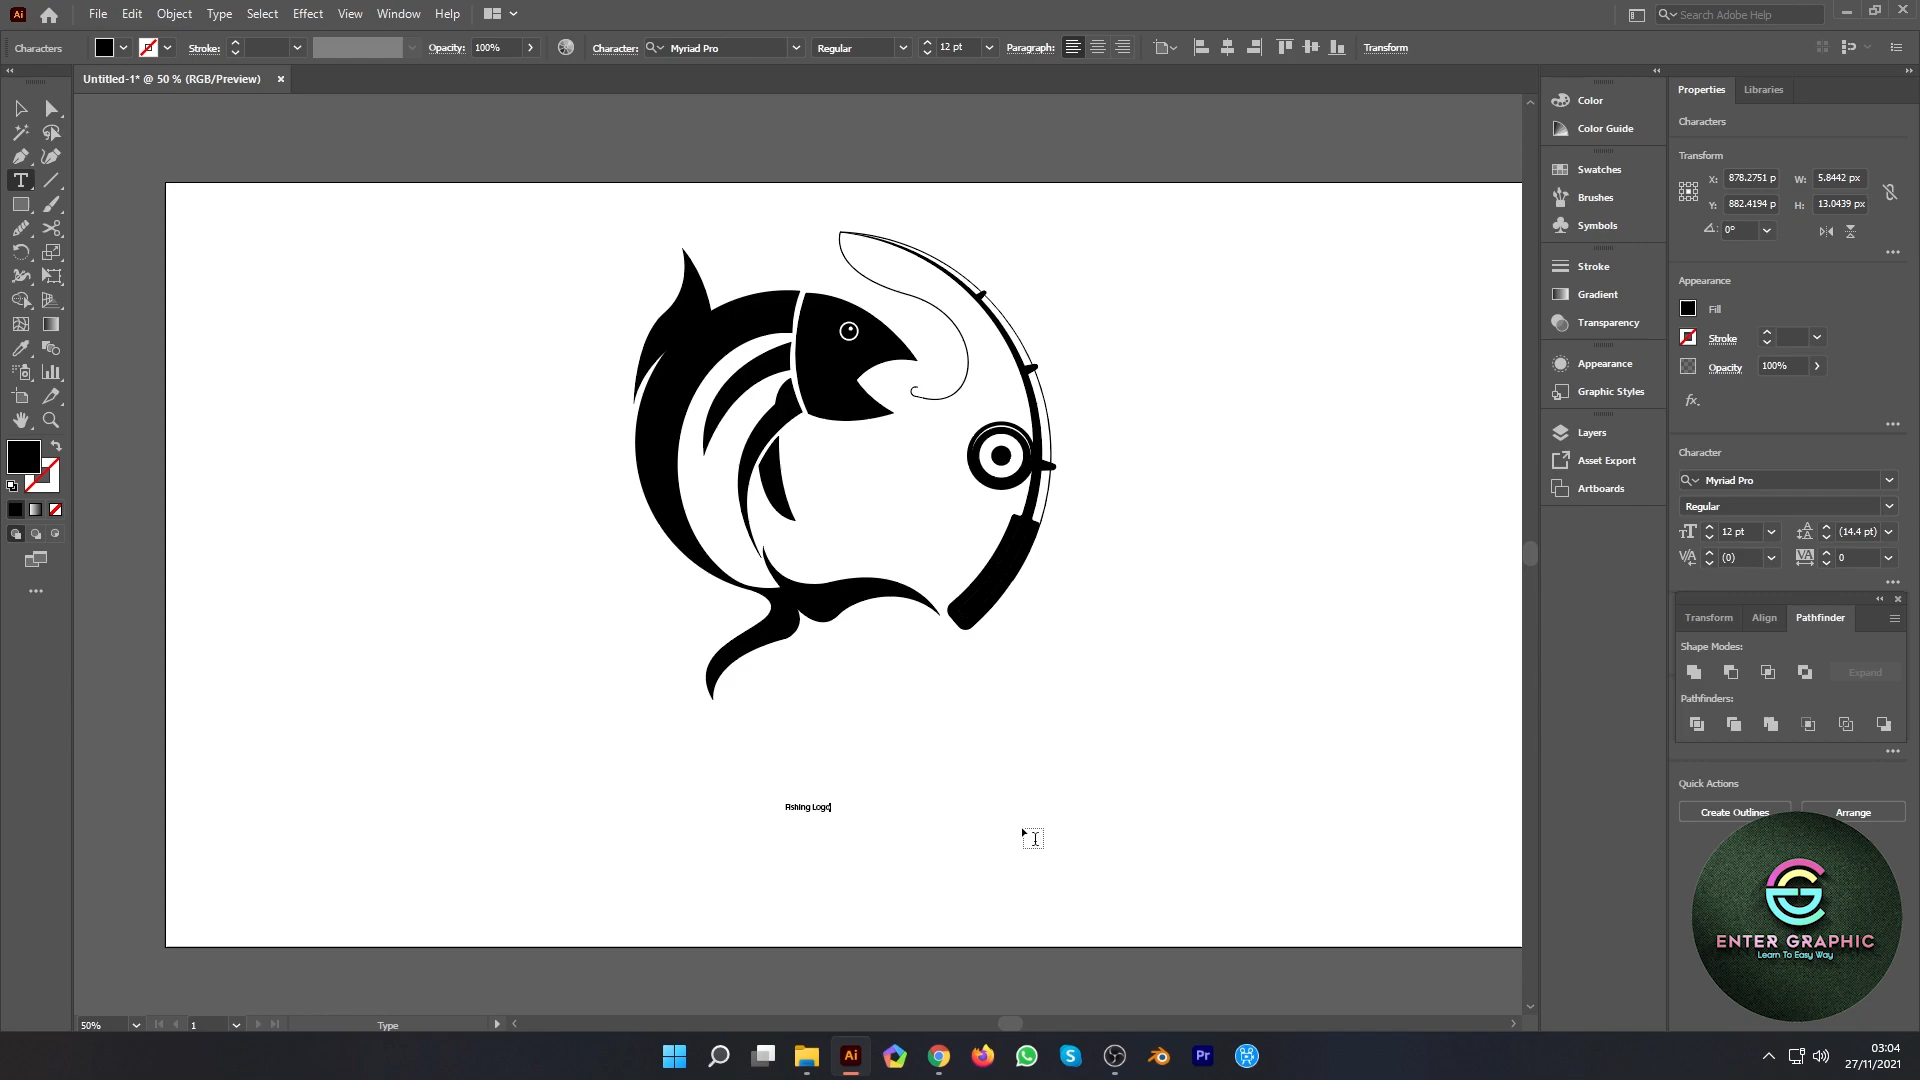 Ai File Edit Object Type Select Effect View Window Help Search Adobe Help
Characters Stroke: Opacity: 100% Character: Myriad Pro Regular 12 pt Paragraph: Transform
Untitled-1* @ 50 % (RGB/Preview)
Color
Color Guide
Swatches
Brushes
Symbols
Stroke
Gradient
Transparency
Appearance
Graphic Styles
Layers
Asset Export
Artboards
Properties Libraries
Characters
Transform
X: 878.2751 p W: 5.8442 px
Y: 882.4194 p H: 13.0439 px
0°
Appearance
Fill
Stroke
Opacity 100%
fx.
Character
Myriad Pro
Regular
12 pt (14.4 pt)
(0) 0
Transform Align Pathfinder
Shape Modes:
Expand
Pathfinders:
Quick Actions
Create Outlines Arrange
Fishing Logo
ENTER GRAPHIC
Learn To Easy Way
50% 1 Type
Ai Pr
03:04
27/11/2021